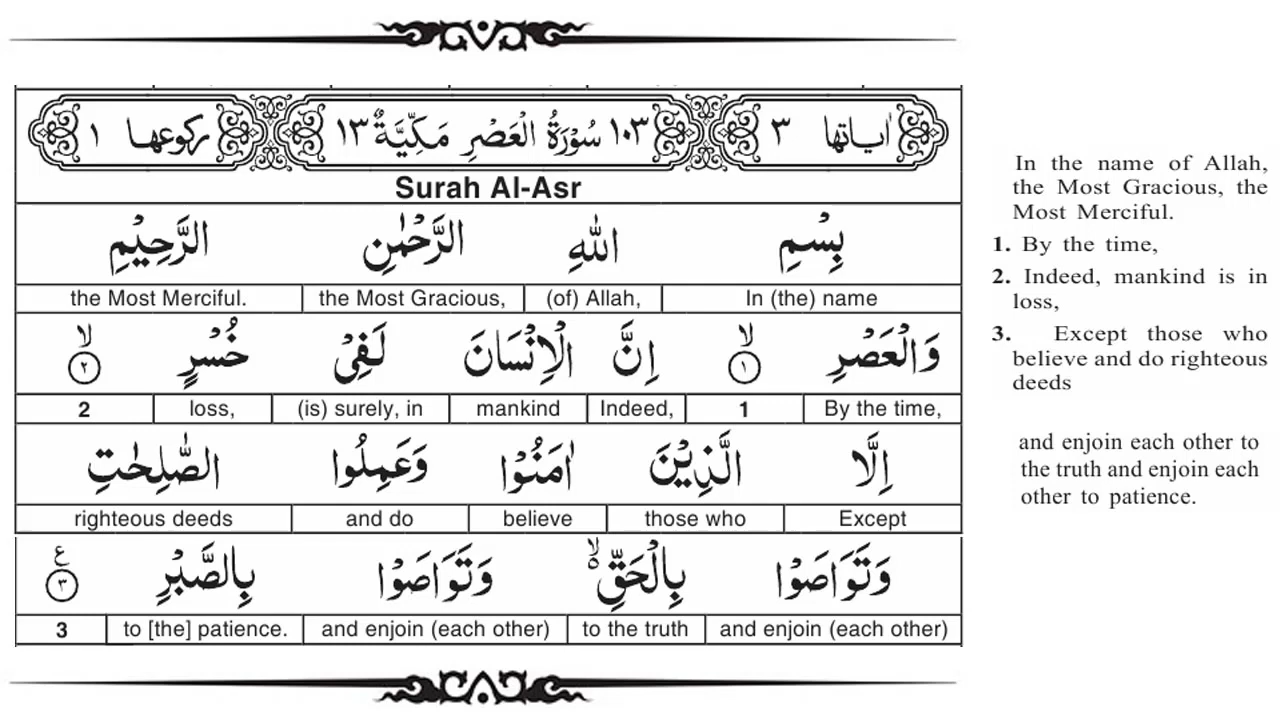 اٰیاتها ٣ ١٠٣ سُوْرَةُ الْعَصْرِ مَكِّيَّةٌ ١٣ ركوعها ١
Surah Al-Asr
بِسْمِ اللهِ الرَّحْمٰنِ الرَّحِيْمِ
In (the) name (of) Allah, the Most Gracious, the Most Merciful.
وَالْعَصْرِ ۙ ١ اِنَّ الْاِنْسَانَ لَفِيْ خُسْرٍ ۙ ٢
By the time, 1 Indeed, mankind (is) surely, in loss, 2
اِلَّا الَّذِيْنَ اٰمَنُوْا وَعَمِلُوا الصّٰلِحٰتِ
Except those who believe and do righteous deeds
وَتَوَاصَوْا بِالْحَقِّ ۙ وَتَوَاصَوْا بِالصَّبْرِ ٣ ع
and enjoin (each other) to the truth and enjoin (each other) to [the] patience. 3
In the name of Allah,
the Most Gracious, the
Most Merciful.
1. By the time,
2. Indeed, mankind is in
loss,
3. Except those who
believe and do righteous
deeds
and enjoin each other to
the truth and enjoin each
other to patience.